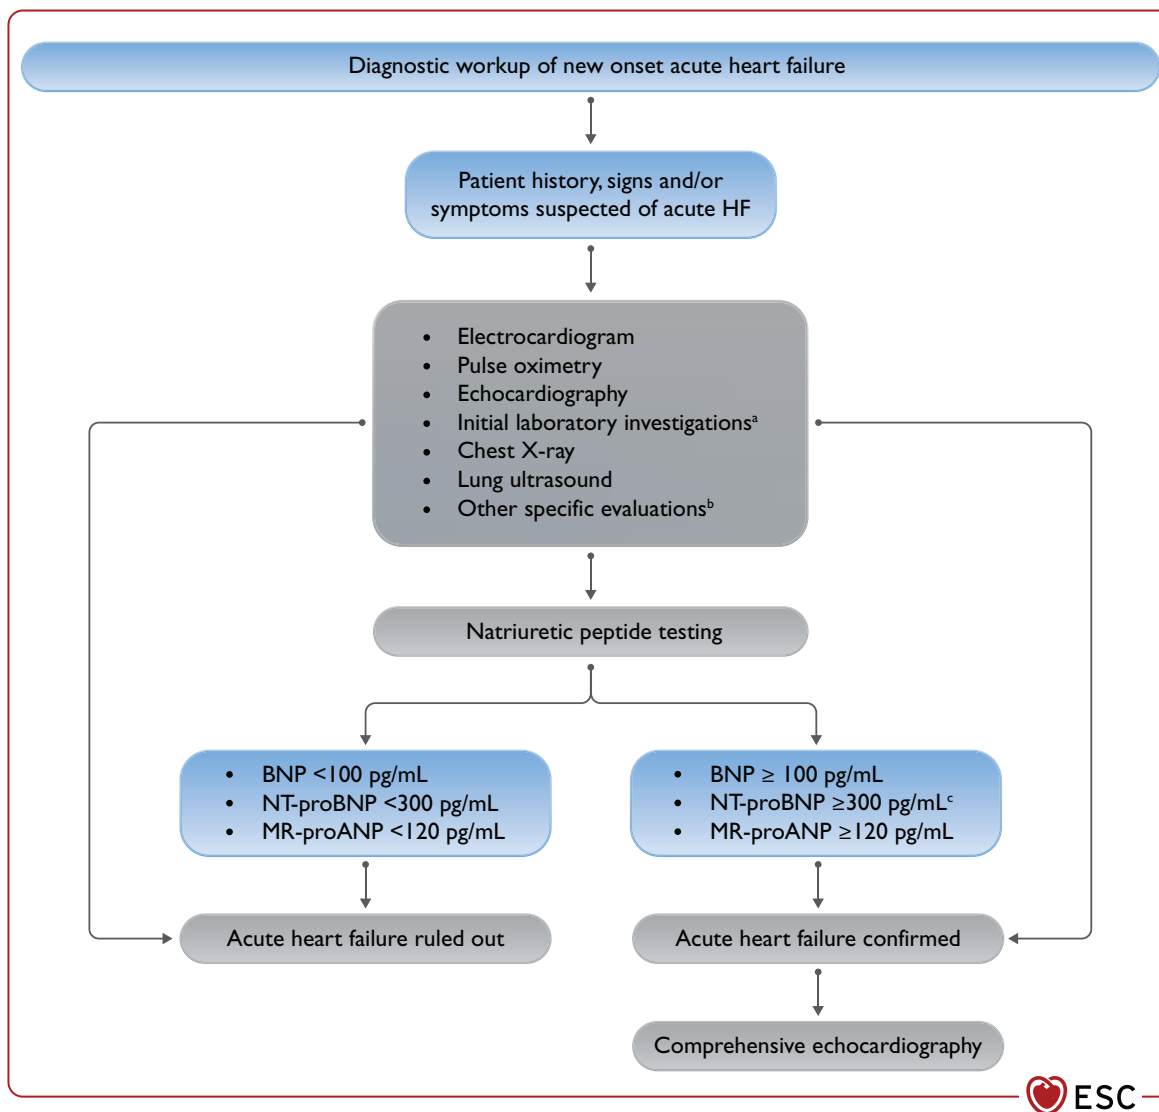 Diagnostic workup of new onset acute heart failure
Patient history, signs and/or
symptoms suspected of acute HF
• Electrocardiogram
• Pulse oximetry
• Echocardiography
• Initial laboratory investigationsᵃ
• Chest X-ray
• Lung ultrasound
• Other specific evaluationsᵇ
Natriuretic peptide testing
• BNP <100 pg/mL
• NT-proBNP <300 pg/mL
• MR-proANP <120 pg/mL
• BNP ≥ 100 pg/mL
• NT-proBNP ≥300 pg/mLᶜ
• MR-proANP ≥120 pg/mL
Acute heart failure ruled out
Acute heart failure confirmed
Comprehensive echocardiography
ESC